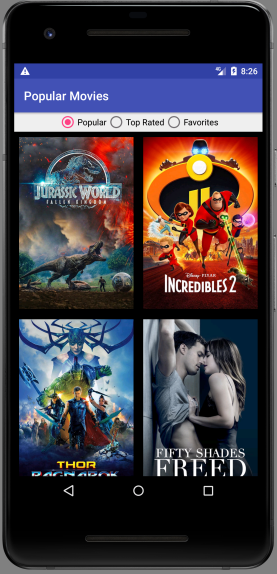 8:26
Popular Movies
Popular Top Rated Favorites
JURASSIC WORLD
FALLEN KINGDOM
Disney PIXAR
INCREDIBLES 2
THOR
RAGNAROK
FIFTY SHADES
FREED